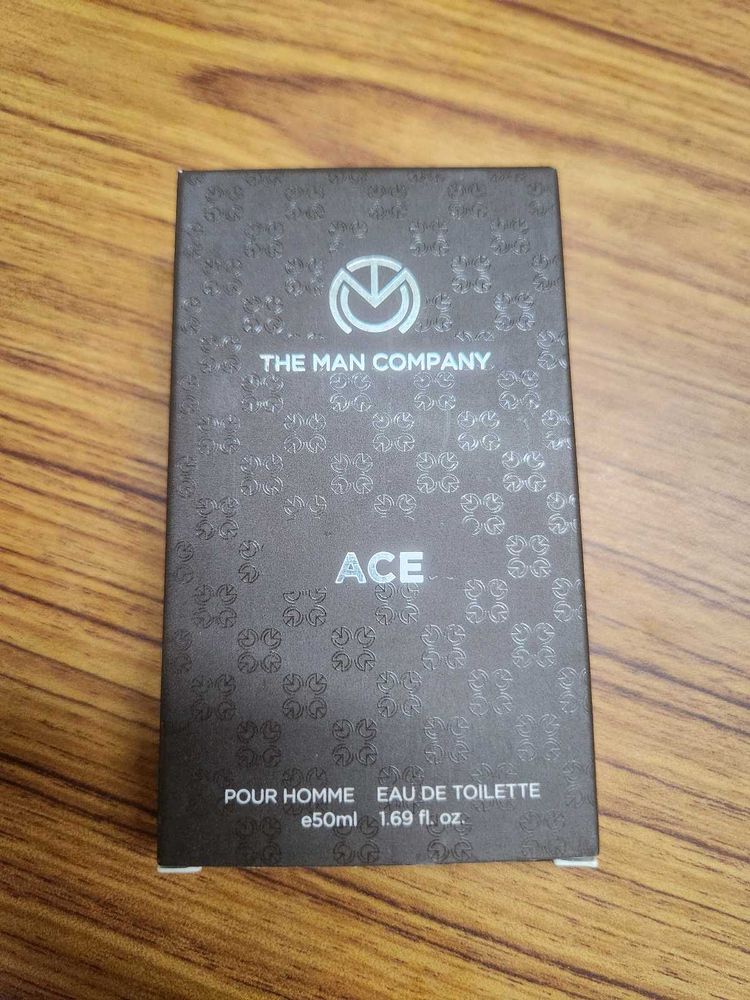 THE MAN COMPANY
ACE
POUR HOMME EAU DE TOILETTE
e50ml 1.69 fl. oz.